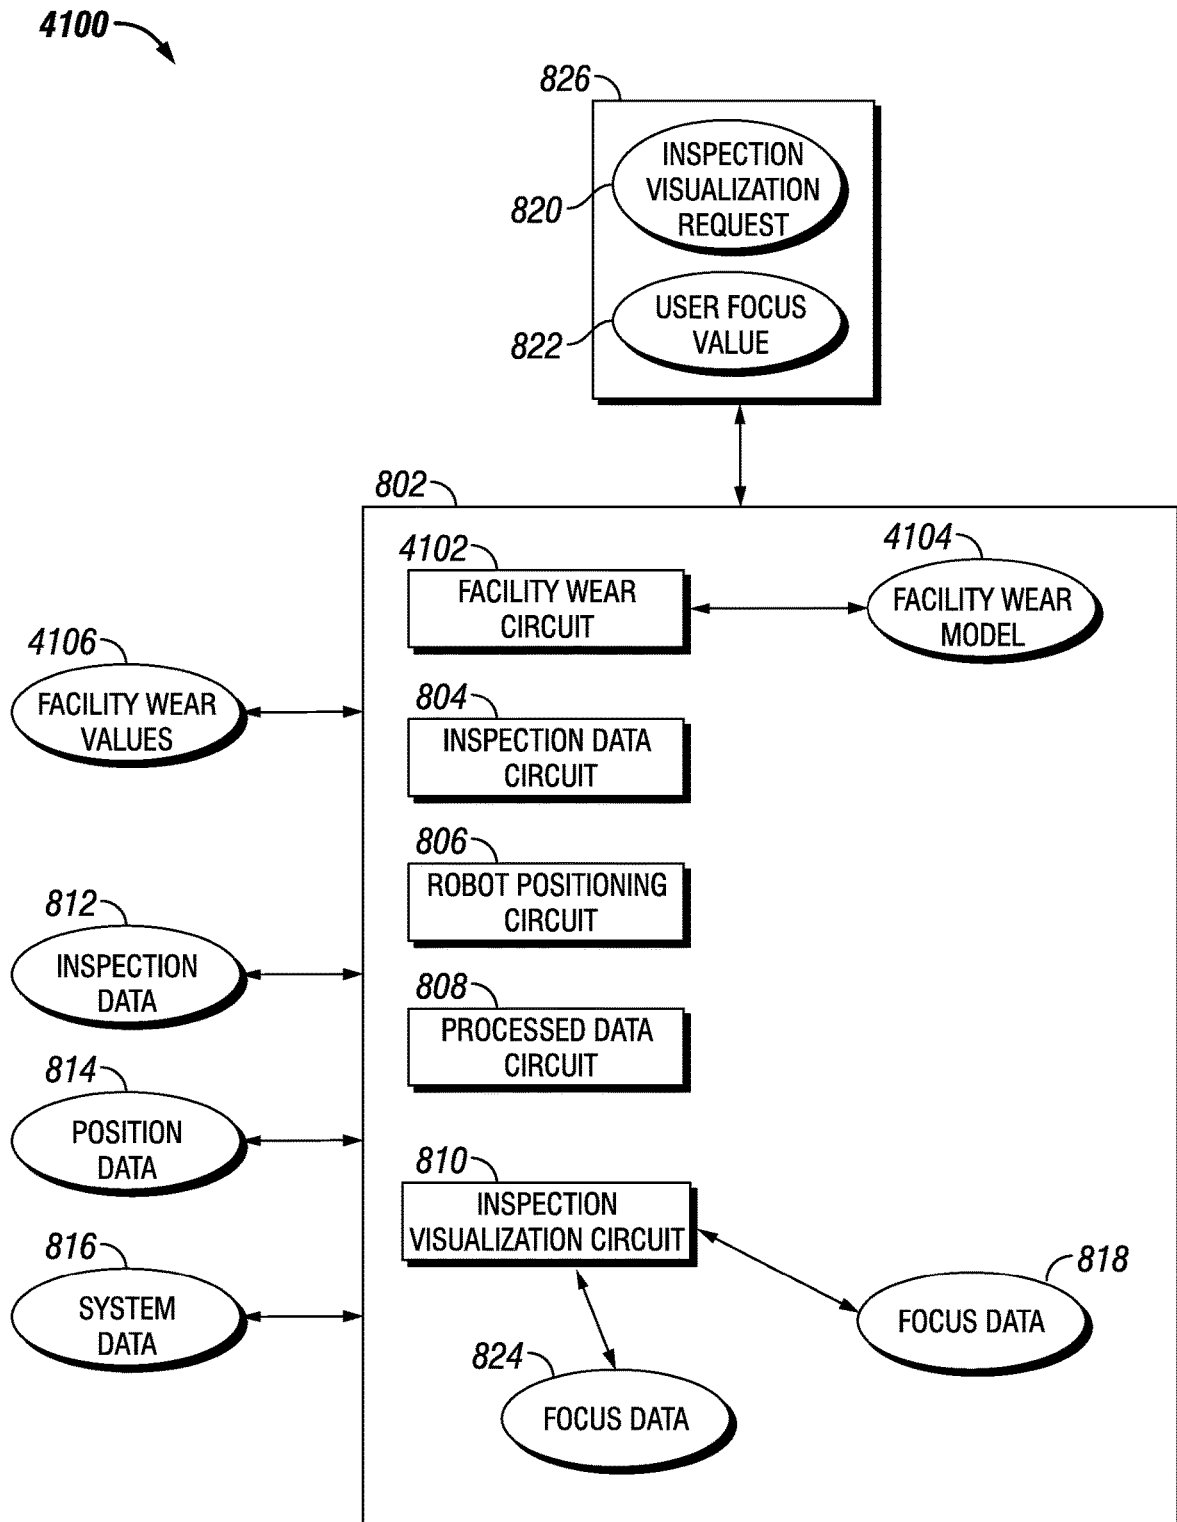 4100
826
INSPECTION
VISUALIZATION
REQUEST
820
USER FOCUS
VALUE
822
802
4102
FACILITY WEAR
CIRCUIT
4104
FACILITY WEAR
MODEL
4106
FACILITY WEAR
VALUES
804
INSPECTION DATA
CIRCUIT
806
ROBOT POSITIONING
CIRCUIT
812
INSPECTION
DATA
808
PROCESSED DATA
CIRCUIT
814
POSITION
DATA
810
INSPECTION
VISUALIZATION CIRCUIT
816
SYSTEM
DATA
818
FOCUS DATA
824
FOCUS DATA